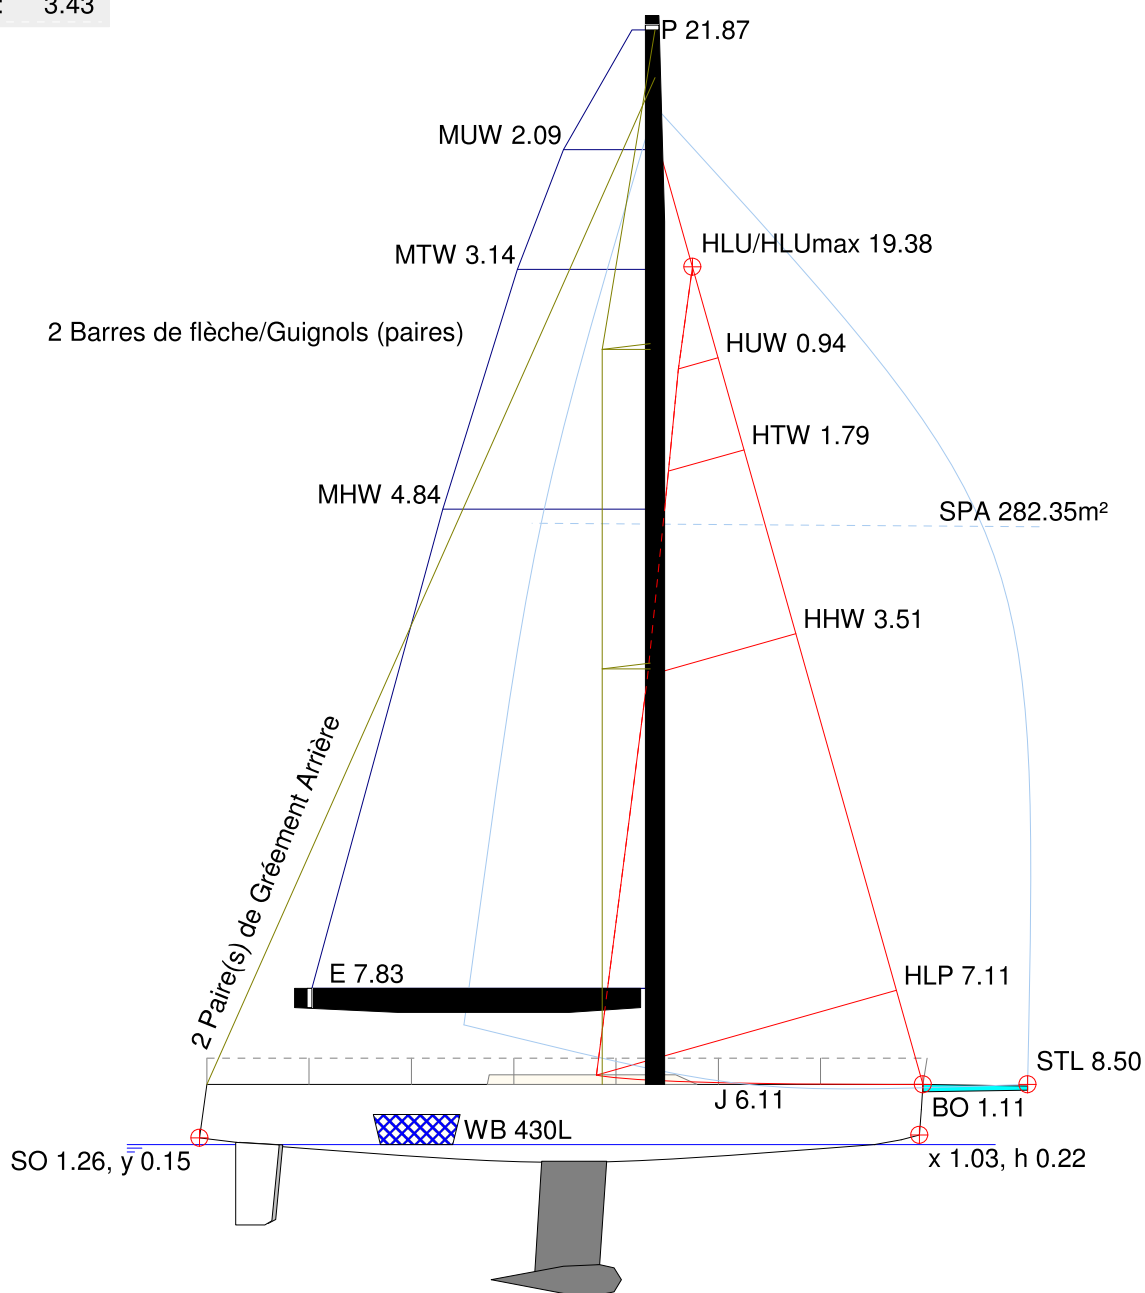 : 3.43
P 21.87
MUW 2.09
HLU/HLUmax 19.38
MTW 3.14
2 Barres de flèche/Guignols (paires)
HUW 0.94
HTW 1.79
MHW 4.84
SPA 282.35m²
HHW 3.51
2 Paire(s) de Gréement Arrière
E 7.83
HLP 7.11
STL 8.50
J 6.11
BO 1.11
WB 430L
SO 1.26, y 0.15
x 1.03, h 0.22